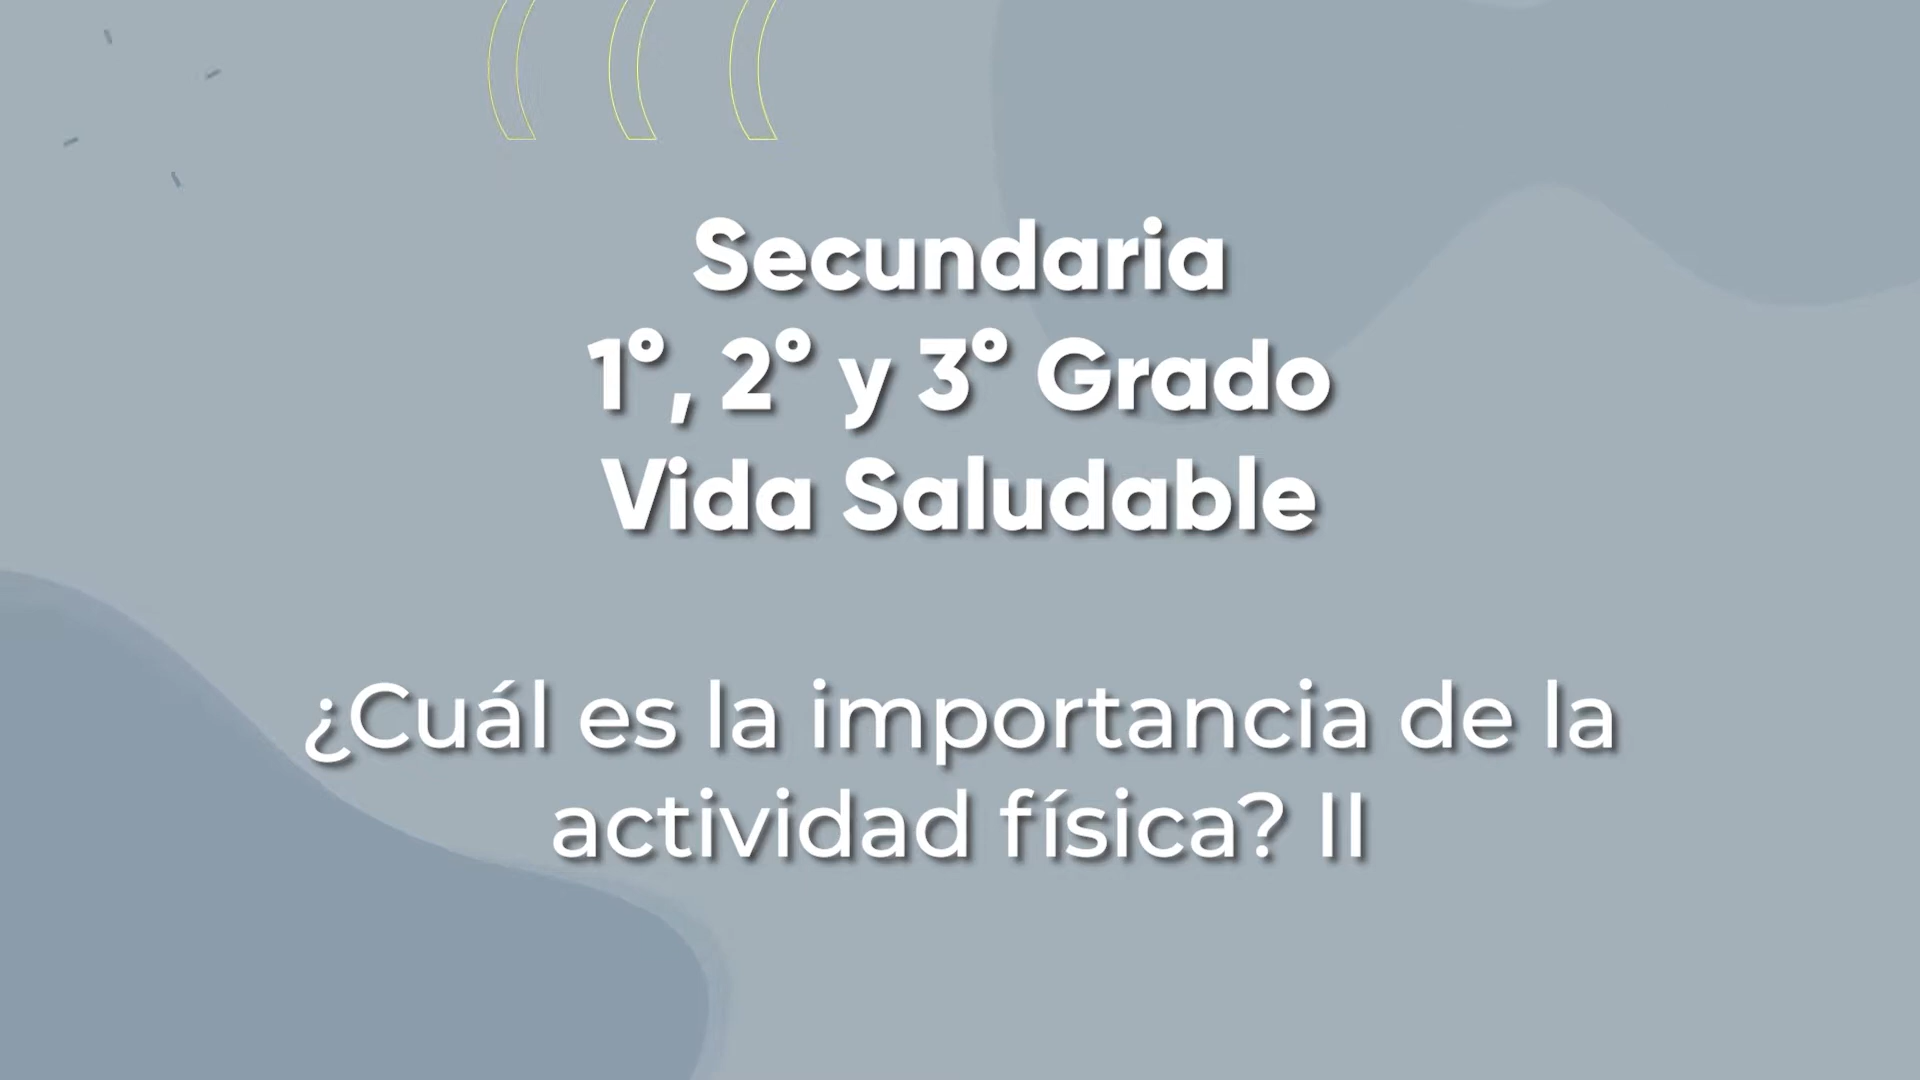 Secundaria
1°, 2° y 3° Grado
Vida Saludable
¿Cuál es la importancia de la
actividad física? II